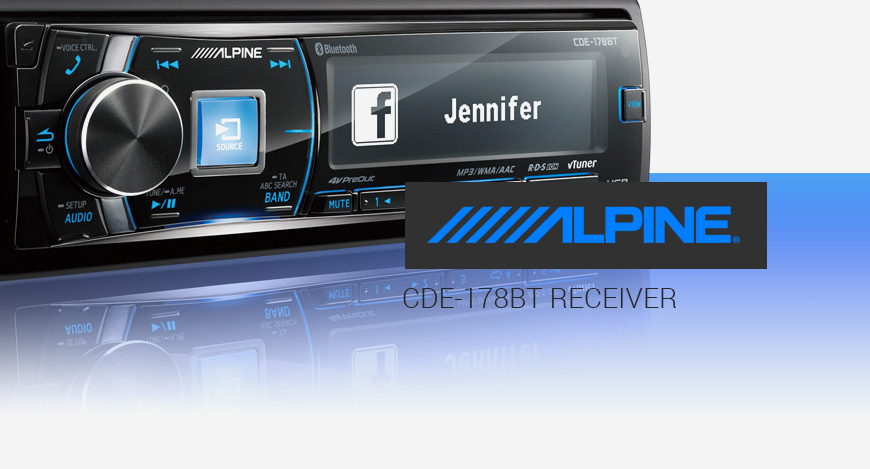 VOICE CTRL.
ALPINE
Bluetooth
CDE-178BT
Jennifer
VIEW
SOURCE
TA
ABC SEARCH
BAND
4V PreOut
MP3/WMA/AAC
R·D·S
vTuner
SETUP
AUDIO
TUNE/A.ME
MUTE
1
ALPINE®
CDE-178BT RECEIVER